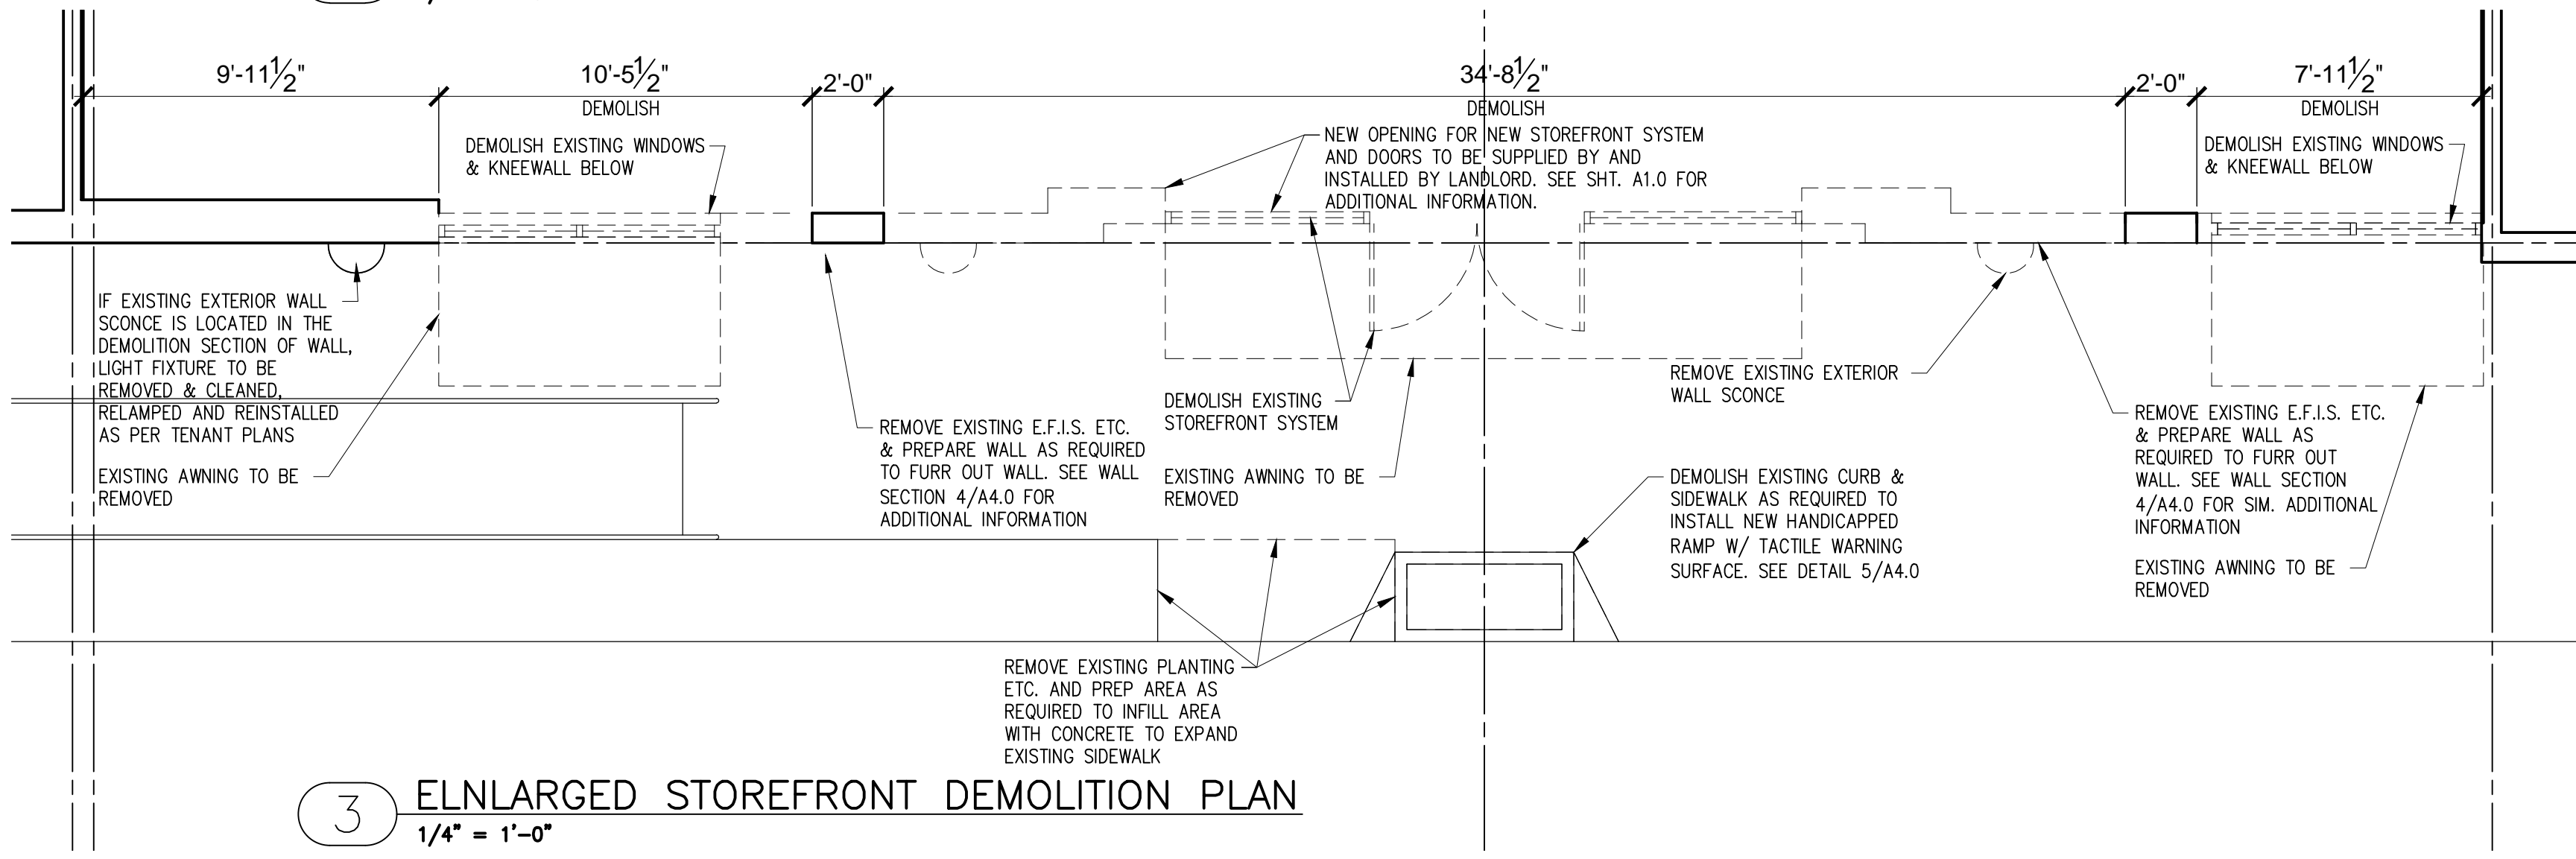 9'-11 1/2"
10'-5 1/2"
DEMOLISH
2'-0"
34'-8 1/2"
DEMOLISH
2'-0"
7'-11 1/2"
DEMOLISH
DEMOLISH EXISTING WINDOWS
& KNEEWALL BELOW
NEW OPENING FOR NEW STOREFRONT SYSTEM
AND DOORS TO BE SUPPLIED BY AND
INSTALLED BY LANDLORD. SEE SHT. A1.0 FOR
ADDITIONAL INFORMATION.
DEMOLISH EXISTING WINDOWS
& KNEEWALL BELOW
IF EXISTING EXTERIOR WALL
SCONCE IS LOCATED IN THE
DEMOLITION SECTION OF WALL,
LIGHT FIXTURE TO BE
REMOVED & CLEANED,
RELAMPED AND REINSTALLED
AS PER TENANT PLANS
EXISTING AWNING TO BE
REMOVED
REMOVE EXISTING E.F.I.S. ETC.
& PREPARE WALL AS REQUIRED
TO FURR OUT WALL. SEE WALL
SECTION 4/A4.0 FOR
ADDITIONAL INFORMATION
DEMOLISH EXISTING
STOREFRONT SYSTEM
EXISTING AWNING TO BE
REMOVED
REMOVE EXISTING EXTERIOR
WALL SCONCE
DEMOLISH EXISTING CURB &
SIDEWALK AS REQUIRED TO
INSTALL NEW HANDICAPPED
RAMP W/ TACTILE WARNING
SURFACE. SEE DETAIL 5/A4.0
REMOVE EXISTING E.F.I.S. ETC.
& PREPARE WALL AS
REQUIRED TO FURR OUT
WALL. SEE WALL SECTION
4/A4.0 FOR SIM. ADDITIONAL
INFORMATION
EXISTING AWNING TO BE
REMOVED
REMOVE EXISTING PLANTING
ETC. AND PREP AREA AS
REQUIRED TO INFILL AREA
WITH CONCRETE TO EXPAND
EXISTING SIDEWALK
3
ELNLARGED STOREFRONT DEMOLITION PLAN
1/4" = 1'-0"